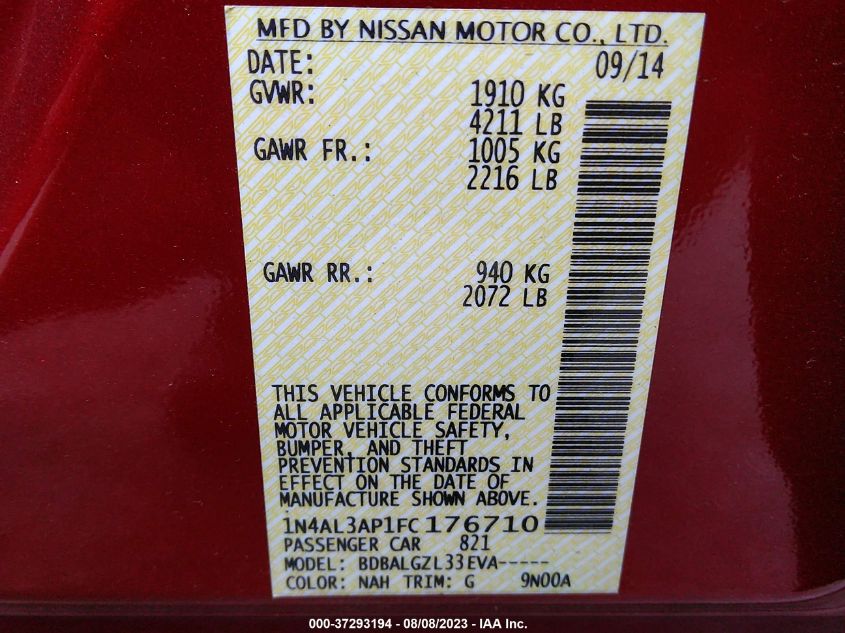 MFD BY NISSAN MOTOR CO., LTD.
DATE: 09/14
GVWR: 1910 KG
4211 LB
GAWR FR.: 1005 KG
2216 LB
GAWR RR.: 940 KG
2072 LB
THIS VEHICLE CONFORMS TO
ALL APPLICABLE FEDERAL
MOTOR VEHICLE SAFETY,
BUMPER, AND THEFT
PREVENTION STANDARDS IN
EFFECT ON THE DATE OF
MANUFACTURE SHOWN ABOVE.
1N4AL3AP1FC176710
PASSENGER CAR 821
MODEL: BDBALGZL33EVA-----
COLOR: NAH TRIM: G 9N00A
000-37293194 - 08/08/2023 - IAA Inc.